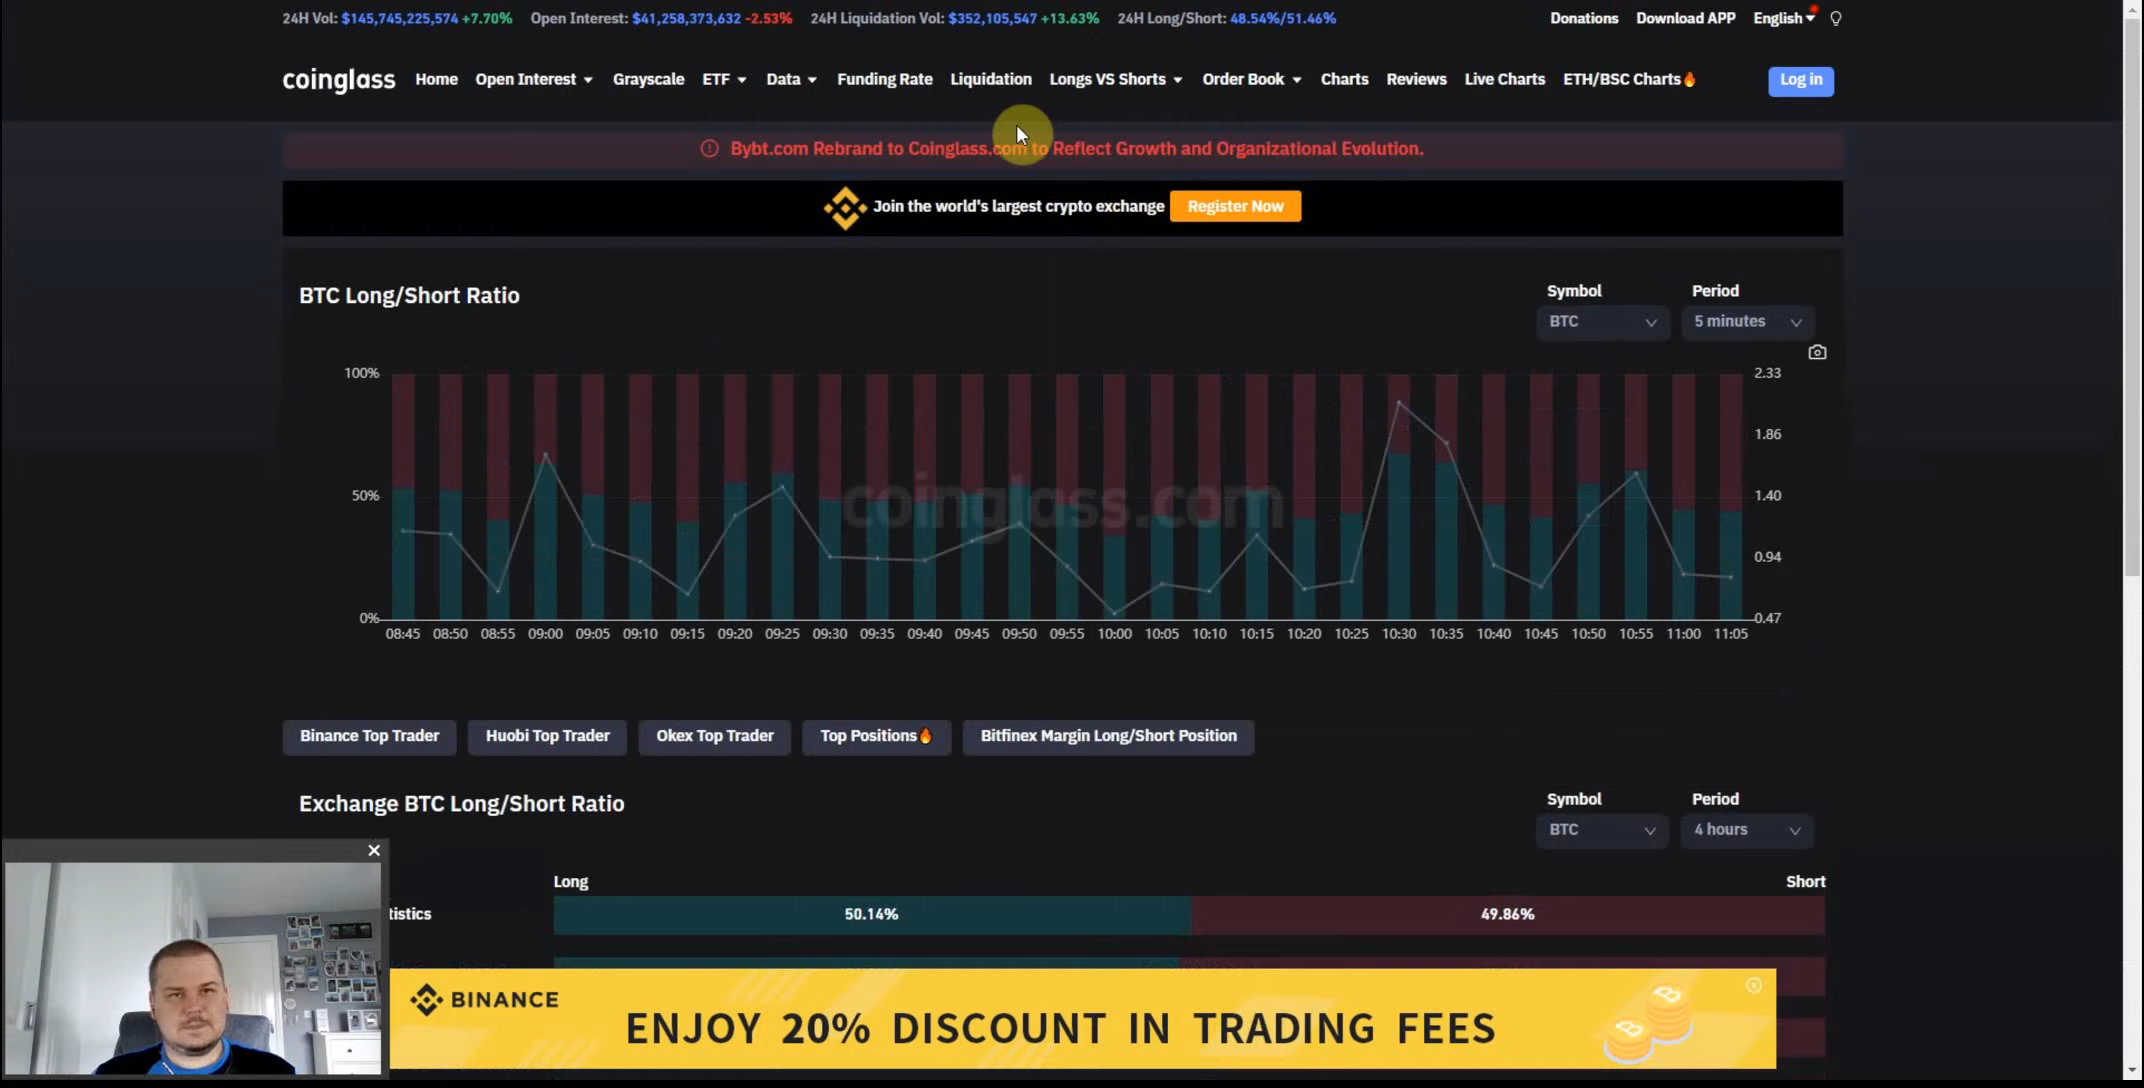 24H Vol: $145,745,225,574 +7.70% Open Interest: $41,258,373,632 -2.53% 24H Liquidation Vol: $352,105,547 +13.63% 24H Long/Short: 48.54%/51.46% Donations Download APP English
coinglass Home Open Interest Grayscale ETF Data Funding Rate Liquidation Longs VS Shorts Order Book Charts Reviews Live Charts ETH/BSC Charts🔥 Log in
Bybt.com Rebrand to Coinglass.com to Reflect Growth and Organizational Evolution.
Join the world's largest crypto exchange Register Now
BTC Long/Short Ratio
Symbol Period
BTC 5 minutes
100% 2.33
1.86
50% 1.40
coinglass.com
0.94
0% 0.47
08:45 08:50 08:55 09:00 09:05 09:10 09:15 09:20 09:25 09:30 09:35 09:40 09:45 09:50 09:55 10:00 10:05 10:10 10:15 10:20 10:25 10:30 10:35 10:40 10:45 10:50 10:55 11:00 11:05
Binance Top Trader Huobi Top Trader Okex Top Trader Top Positions🔥 Bitfinex Margin Long/Short Position
Exchange BTC Long/Short Ratio
Symbol Period
BTC 4 hours
Long Short
tistics 50.14% 49.86%
BINANCE
ENJOY 20% DISCOUNT IN TRADING FEES